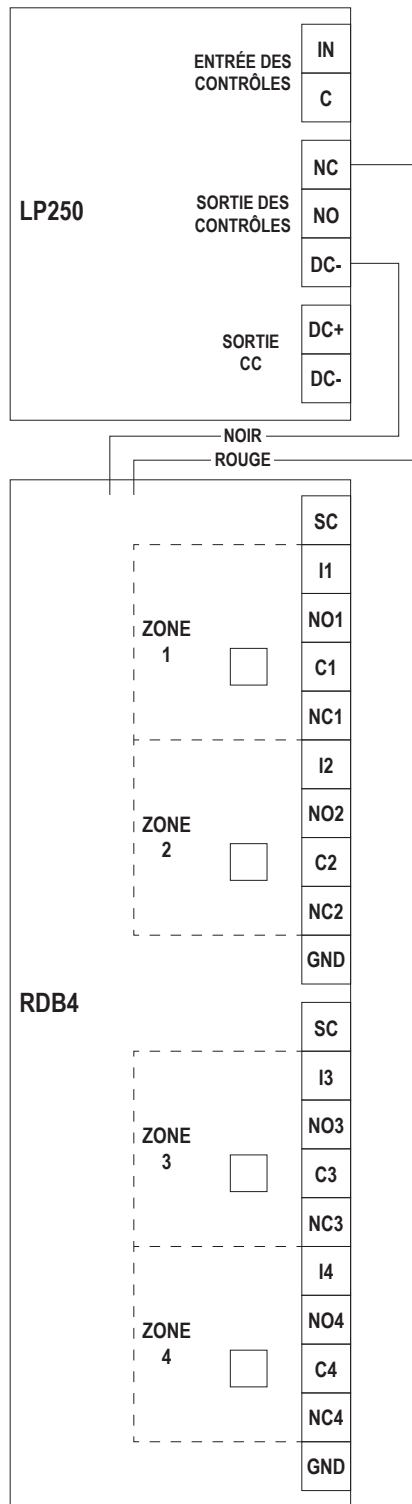 IN
ENTRÉE DES
CONTRÔLES
C
NC
LP250
SORTIE DES
CONTRÔLES
NO
DC-
DC+
SORTIE
CC
DC-
NOIR
ROUGE
SC
I1
NO1
ZONE
1
C1
NC1
I2
NO2
ZONE
2
C2
NC2
GND
RDB4
SC
I3
NO3
ZONE
3
C3
NC3
I4
NO4
ZONE
4
C4
NC4
GND